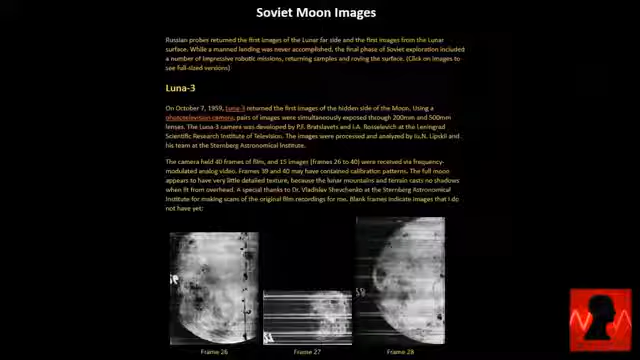 Soviet Moon Images
Russian probes returned the first images of the Lunar far side and the first images from the Lunar
surface. While a manned landing was never accomplished, the final phase of Soviet exploration included
a number of impressive robotic missions, returning samples and roving the surface. (Click on images to
see full-sized versions)
Luna-3
On October 7, 1959, Luna-3 returned the first images of the hidden side of the Moon. Using a
phototelevision camera, pairs of images were simultaneously exposed through 200mm and 500mm
lenses. The Luna-3 camera was developed by P.F. Bratslavets and I.A. Rosselevich at the Leningrad
Scientific Research Institute of Television. The images were processed and analyzed by Iu.N. Lipskii and
his team at the Sternberg Astronomical Institute.
The camera held 40 frames of film, and 15 images (frames 26 to 40) were received via frequency-
modulated analog video. Frames 39 and 40 may have contained calibration patterns. The full moon
appears to have very little detailed texture, because the lunar mountains and terrain casts no shadows
when lit from overhead. A special thanks to Dr. Vladislav Shevchenko at the Sternberg Astronomical
Institute for making scans of the original film recordings for me. Blank frames indicate images that I do
not have yet:
Frame 26
Frame 27
Frame 28